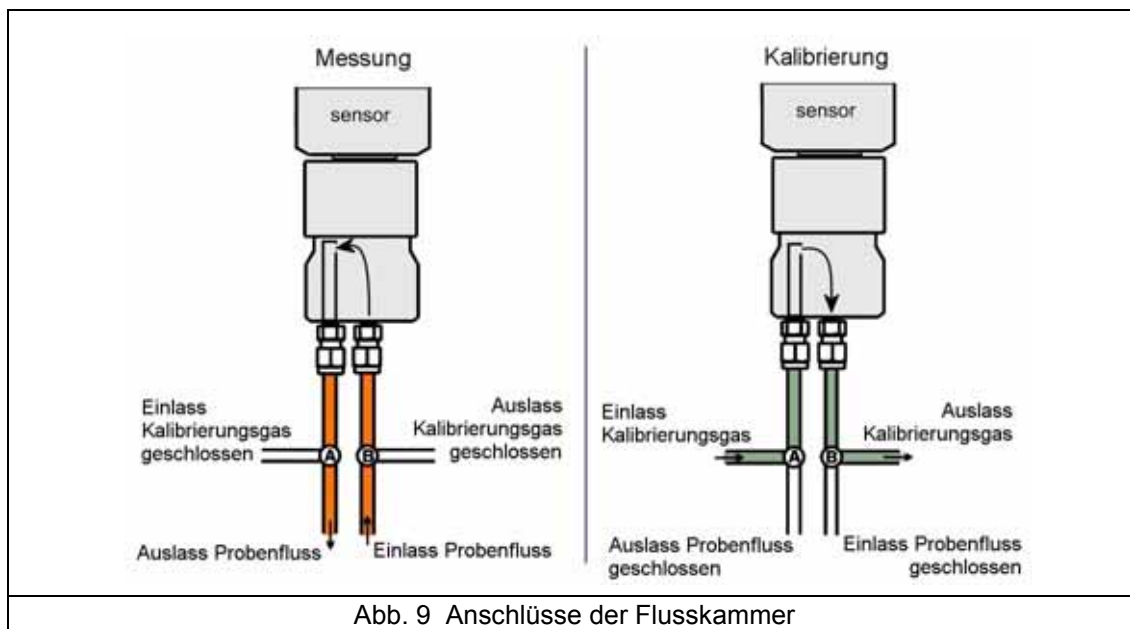 Messung
sensor
Einlass
Kalibrierungsgas
geschlossen
Auslass
Kalibrierungsgas
geschlossen
A
B
Auslass Probenfluss
Einlass Probenfluss
Kalibrierung
sensor
Einlass
Kalibrierungsgas
Auslass
Kalibrierungsgas
A
B
Auslass Probenfluss
geschlossen
Einlass Probenfluss
geschlossen
Abb. 9 Anschlüsse der Flusskammer